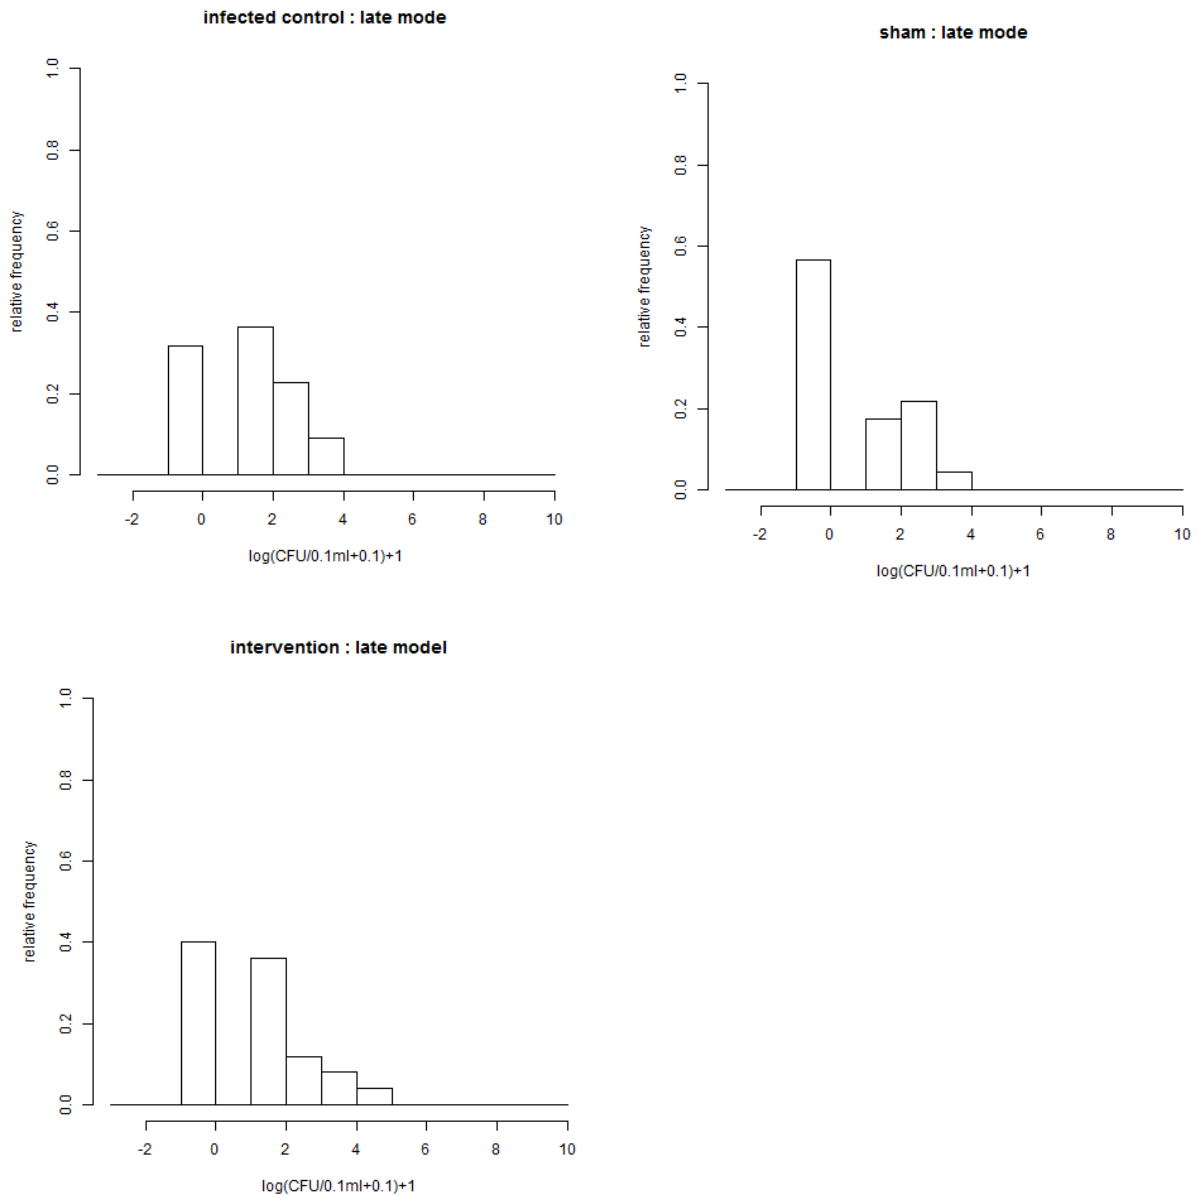 infected control : late mode
1.0
0.8
0.6
0.4
0.2
0.0
relative frequency
-2 0 2 4 6 8 10
log(CFU/0.1ml+0.1)+1
sham : late mode
1.0
0.8
0.6
0.4
0.2
0.0
relative frequency
-2 0 2 4 6 8 10
log(CFU/0.1ml+0.1)+1
intervention : late model
1.0
0.8
0.6
0.4
0.2
0.0
relative frequency
-2 0 2 4 6 8 10
log(CFU/0.1ml+0.1)+1